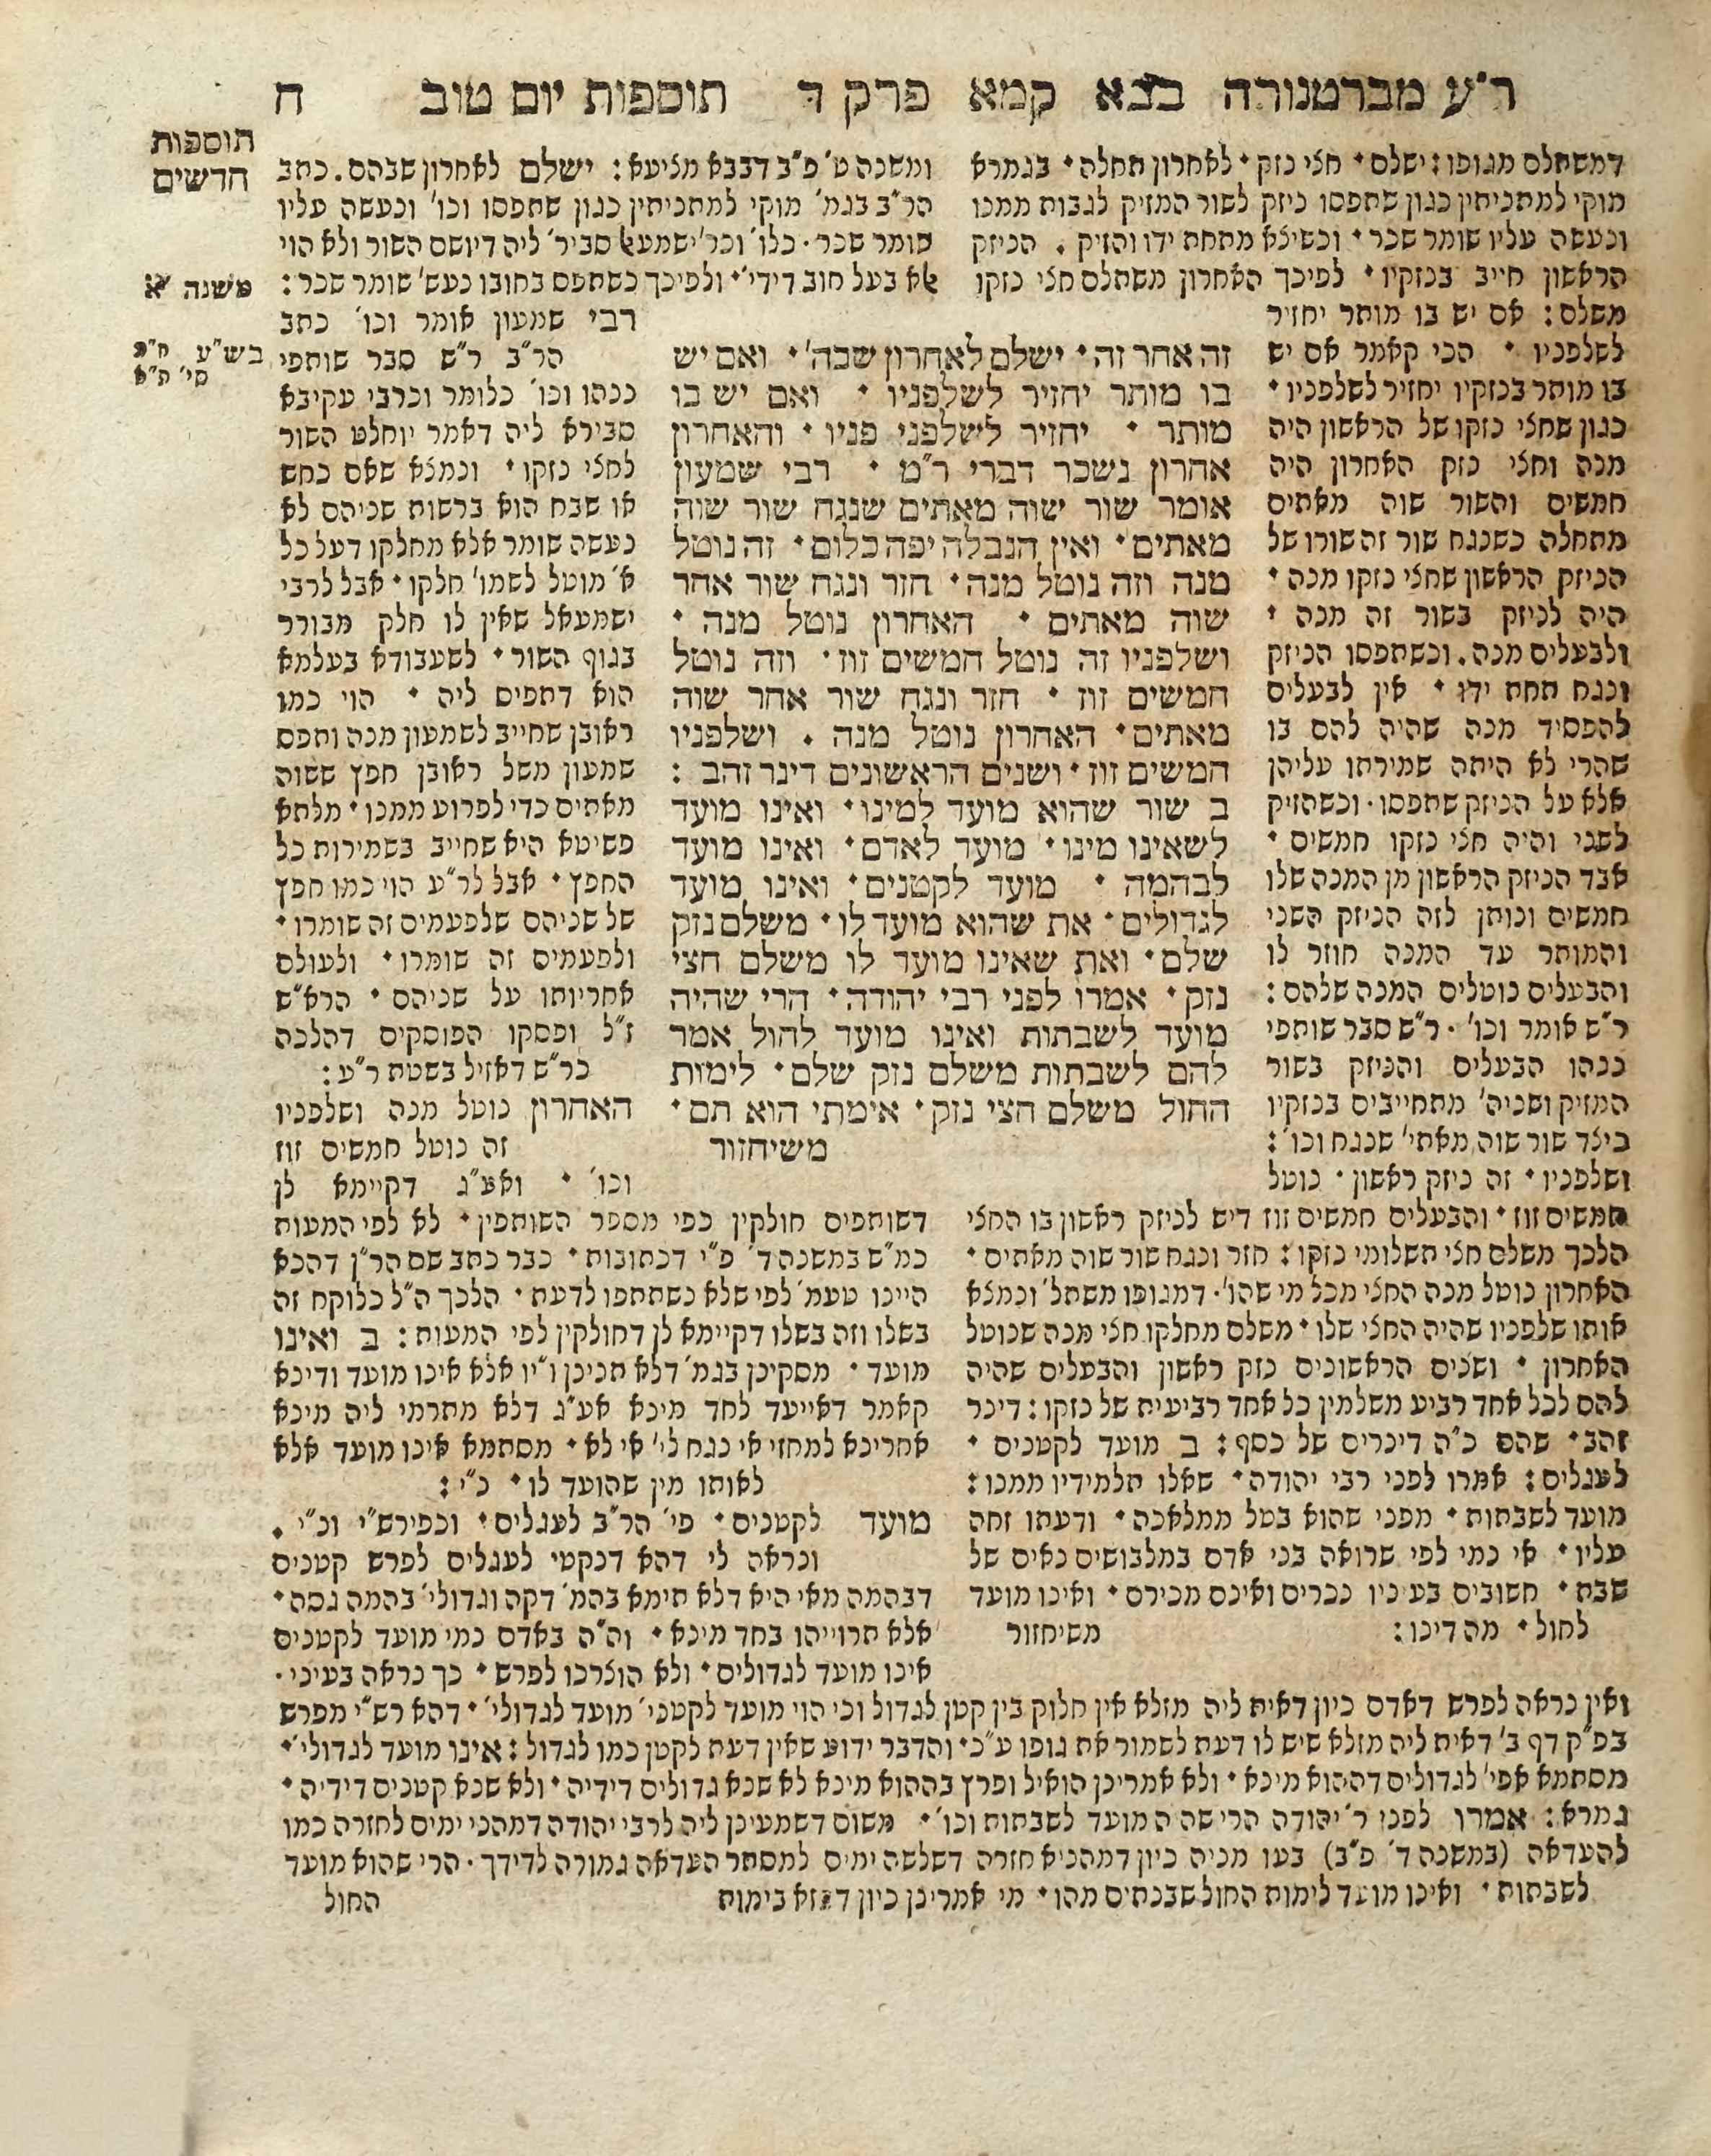 ר"ע מברטנורה בבא קמא פרק ד תוספות יום טוב ח
דמשתלם מגופו: ישלם· חצי נזק· לאחרון תחלה· בגמרא
מוקי למתניתין כגון שתפסו ניזק לשור המזיק לגבות ממנו
ונעשה עליו שומר שכר· וכשיצא מתחת ידו והזיק· הניזק
הראשון חייב בנזקיו· לפיכך האחרון משתלם חצי נזקו
משלם: אם יש בו מותר יחזיר
לשלפניו· הכי קאמר אם יש
בו מותר בנזקיו יחזיר לשלפניו·
כגון שחצי נזקו של הראשון היה
מנה וחצי נזק האחרון היה
חמשים והשור שוה מאתים
מתחלה כשנגח שור זה שורו של
הניזק הראשון שחצי נזקו מנה·
היה לניזק בשור זה מנה·
ולבעלים מנה. וכשתפסו הניזק
ונגח תחת ידו· אין לבעלים
להפסיד מנה שהיה להם בו
שהרי לא היתה שמירתו עליהן
אלא על הניזק שתפסו· וכשהזיק
לשני והיה חצי נזקו חמשים·
אבד הניזק הראשון מן המנה שלו
חמשים ונותן לזה הניזק השני
והמותר עד המנה חוזר לו
והבעלים נוטלים המנה שלהם:
ר"ש אומר וכו'· ר"ש סבר שותפי
נינהו הבעלים והניזק בשור
המזיק ושניה' מתחייבים בנזקיו
כיצד שור שוה מאתי' שנגח וכו':
ושלפניו· זה ניזק ראשון· נוטל
חמשים זוז· והבעלים חמשים זוז דיש לניזק ראשון בו החצי
הלכך משלם חצי תשלומי נזקו: חזר ונגח שור שוה מאתים·
האחרון נוטל מנה החצי מכל מי שהו'· דמגופו משתל' ונמצא
אותו שלפניו שהיה החצי שלו· משלם מחלקו חצי מנה שנוטל
האחרון· ושנים הראשונים נזק ראשון והבעלים שהיה
להם לכל אחד רביע משלמין כל אחד רביעית של נזקו: דינר
זהב· שהם כ"ה דינרים של כסף: ב מועד לקטנים·
לעגלים: אמרו לפני רבי יהודה· שאלו תלמידיו ממנו:
מועד לשבתות· מפני שהוא בטל ממלאכה· ודעתו זחה
עליו· אי נמי לפי שרואה בני אדם במלבושים נאים של
שבת· חשובים בעיניו נכרים ואינם מכירם· ואינו מועד
לחול· מה דינו: משיחזור
זה אחר זה· ישלם לאחרון שבה'· ואם יש
בו מותר יחזיר לשלפניו· ואם יש בו
מותר· יחזיר לשלפני פניו· והאחרון
אחרון נשכר דברי ר"מ· רבי שמעון
אומר שור שוה מאתים שנגח שור שוה
מאתים· ואין הנבלה יפה כלום· זה נוטל
מנה וזה נוטל מנה· חזר ונגח שור אחר
שוה מאתים· האחרון נוטל מנה·
ושלפניו זה נוטל חמשים זוז· וזה נוטל
חמשים זוז· חזר ונגח שור אחר שוה
מאתים· האחרון נוטל מנה· ושלפניו
חמשים זוז· ושנים הראשונים דינר זהב:
ב שור שהוא מועד למינו· ואינו מועד
לשאינו מינו· מועד לאדם· ואינו מועד
לבהמה· מועד לקטנים· ואינו מועד
לגדולים· את שהוא מועד לו· משלם נזק
שלם· ואת שאינו מועד לו משלם חצי
נזק· אמרו לפני רבי יהודה· הרי שהיה
מועד לשבתות ואינו מועד לחול אמר
להם לשבתות משלם נזק שלם· לימות
החול משלם חצי נזק· אימתי הוא תם·
משיחזור
ומשנה ט' פ"ב דבבא מציעא: ישלם לאחרון שבהם. כתב
הר"ב בגמ' מוקי למתניתין כגון שתפסו וכו' ונעשה עליו
שומר שכר· כלו' וכר' ישמעאל סביר' ליה דיושם השור ולא הוי
אלא בעל חוב דידי'· ולפיכך כשתפס בחובו נעש' שומר שכר:
רבי שמעון אומר וכו' כתב
הר"ב ר"ש סבר שותפי
נינהו וכו' כלומר וכרבי עקיבא
סבירא ליה דאמר יוחלט השור
לחצי נזקו· ונמצא שאם כחש
או שבח הוא ברשות שניהם לא
נעשה שומר אלא מחלקו דעל כל
א' מוטל לשמו' חלקו· אבל לרבי
ישמעאל שאין לו חלק מבורר
בגוף השור· לשעבודא בעלמא
הוא דתפים ליה· הוי כמו
ראובן שחייב לשמעון מנה ותפס
שמעון משל ראובן חפץ ששוה
מאתים כדי לפרוע ממנו· מלתא
פשיטא היא שחייב בשמירות כל
החפץ· אבל לר"ע הוי כמו חפץ
של שניהם שלפעמים זה שומרו·
ולפעמים זה שומרו· ולעולם
אחריותו על שניהם· הרא"ש
ז"ל ופסקו הפוסקים דהלכה
כר"ש דאזיל בשטת ר"ע:
האחרון נוטל מנה ושלפניו
זה נוטל חמשים זוז
וכו'· ואע"ג דקיימא לן
דשותפים חולקין כפי מספר השותפין· לא לפי המעות
כמ"ש במשנה ד' פ"י דכתובות· כבר כתב שם הר"ן דהכא
היינו טעמ' לפי שלא נשתתפו לדעת· הלכך ה"ל כלוקח זה
בשלו וזה בשלו דקיימא לן דחולקין לפי המעות: ב ואינו
מועד· מסקינן בגמ' דלא תנינן ו"יו אלא אינו מועד ודינא
קאמר דאייעד לחד מינא אע"ג דלא מתרמי ליה מינא
אחרינא למחזי אי נגח לי' אי לא· מסתמא אינו מועד אלא
לאותו מין שהועד לו· נ"י:
מועד לקטנים· פי' הר"ב לעגלים· וכפירש"י ונ"י·
ונראה לי דהא דנקטי לעגלים לפרש קטנים
דבהמה מאי היא דלא תימא בהמ' דקה וגדולי' בהמה גסה·
אלא תרוייהו בחד מינא· וה"ה באדם נמי מועד לקטנים
אינו מועד לגדולים· ולא הוצרכו לפרש· כך נראה בעיני·
ואין נראה לפרש דאדם כיון דאית ליה מזלא אין חלוק בין קטן לגדול וכי הוי מועד לקטני' מועד לגדולי'· דהא רש"י מפרש
בפ"ק דף ב' דאית ליה מזלא שיש לו דעת לשמור את גופו ע"כ· והדבר ידוע שאין דעת לקטן כמו לגדול: אינו מועד לגדולי'·
מסתמא אפי' לגדולים דההוא מינא· ולא אמרינן הואיל ופרץ בההוא מינא לא שנא גדולים דידיה· ולא שנא קטנים דידיה·
גמרא: אמרו לפני ר' יהודה הרי שהיה מועד לשבתות וכו'· משום דשמעינן ליה לרבי יהודה דמהני ימים לחזרה כמו
להעדאה (במשנה ד' פ"ב) בעו מניה כיון דמהניא חזרה דשלשה ימים למסתר העדאה גמורה לדידך· הרי שהוא מועד
לשבתות· ואינו מועד לימות החול שבנתים מהו· מי אמרינן כיון דחזא בימות החול
תוספות
חדשים
משנה א
בש"ע ח"מ
סי' ת"א